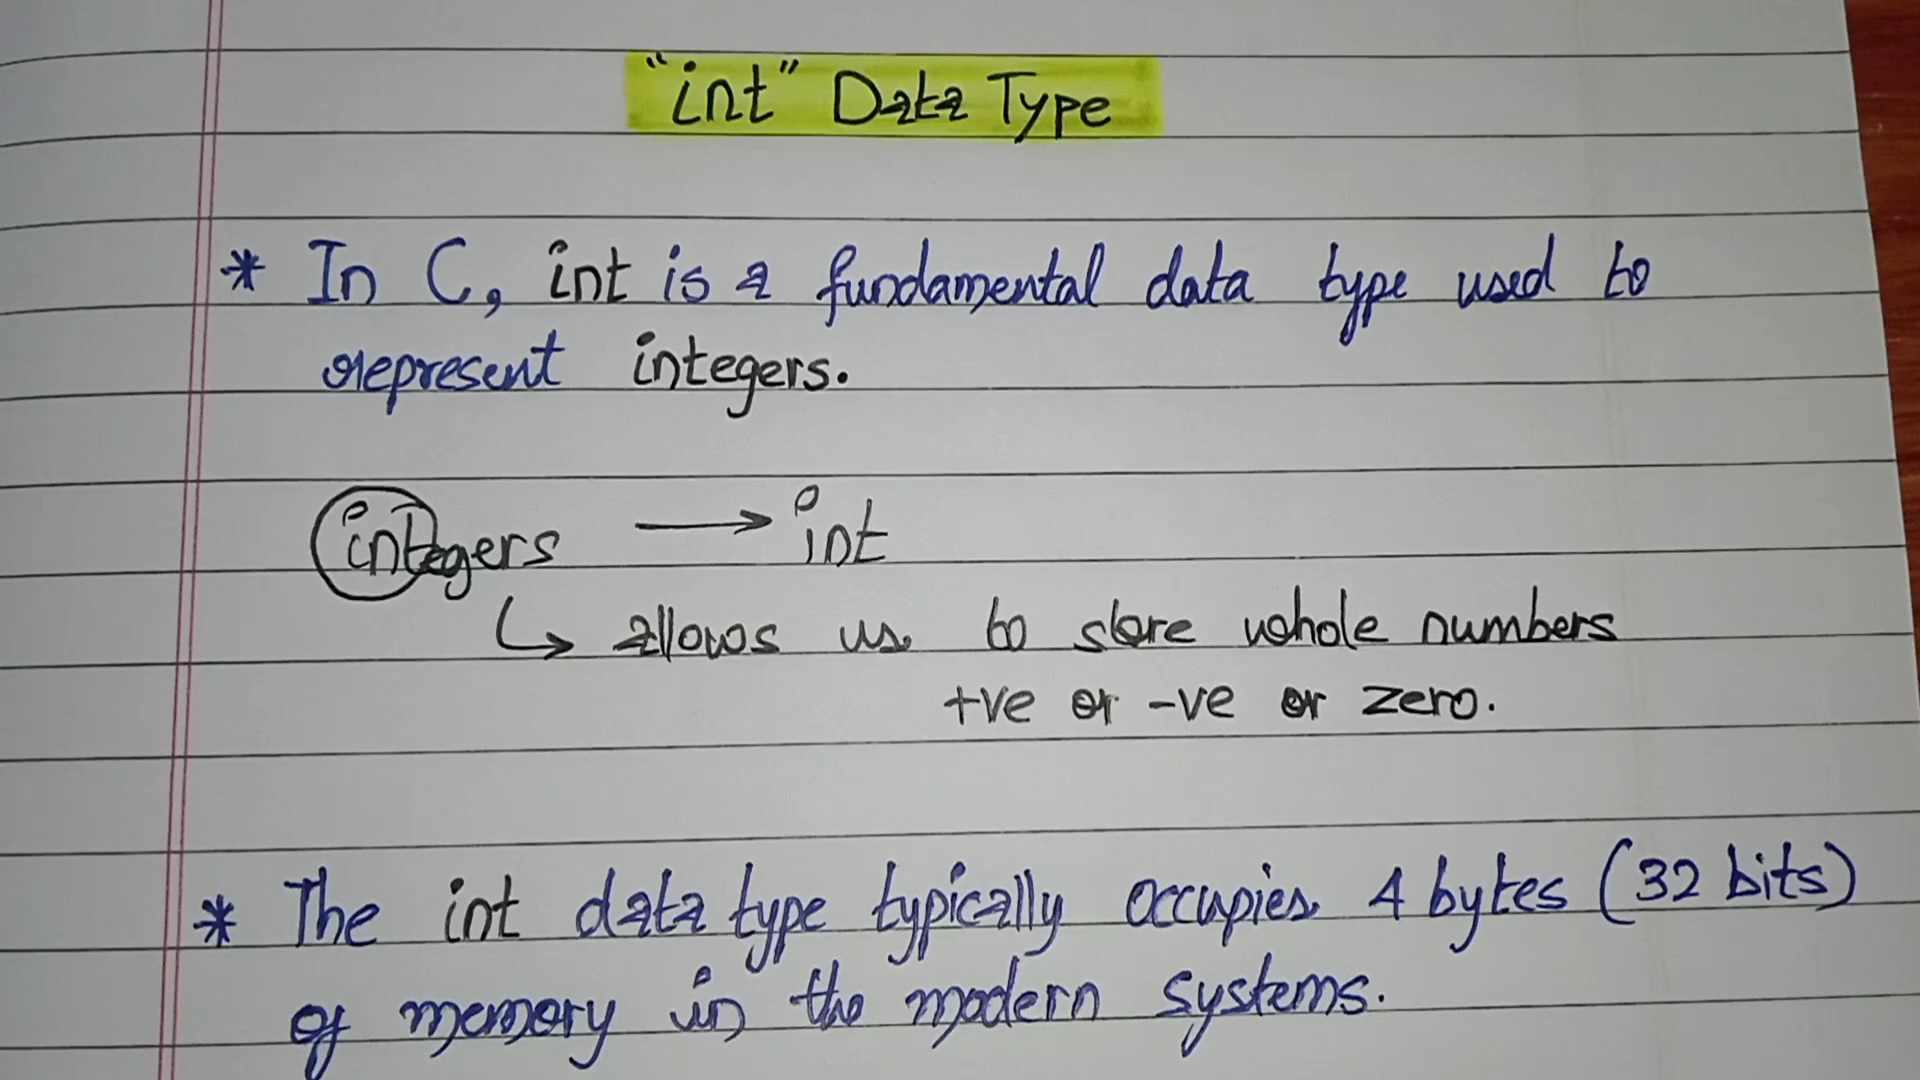 "int" Data Type
* In C, int is a fundamental data type used to
represent integers.
integers → int
↳ allows us to store whole numbers
+ve or -ve or zero.
* The int data type typically occupies 4 bytes (32 bits)
of memory in the modern systems.